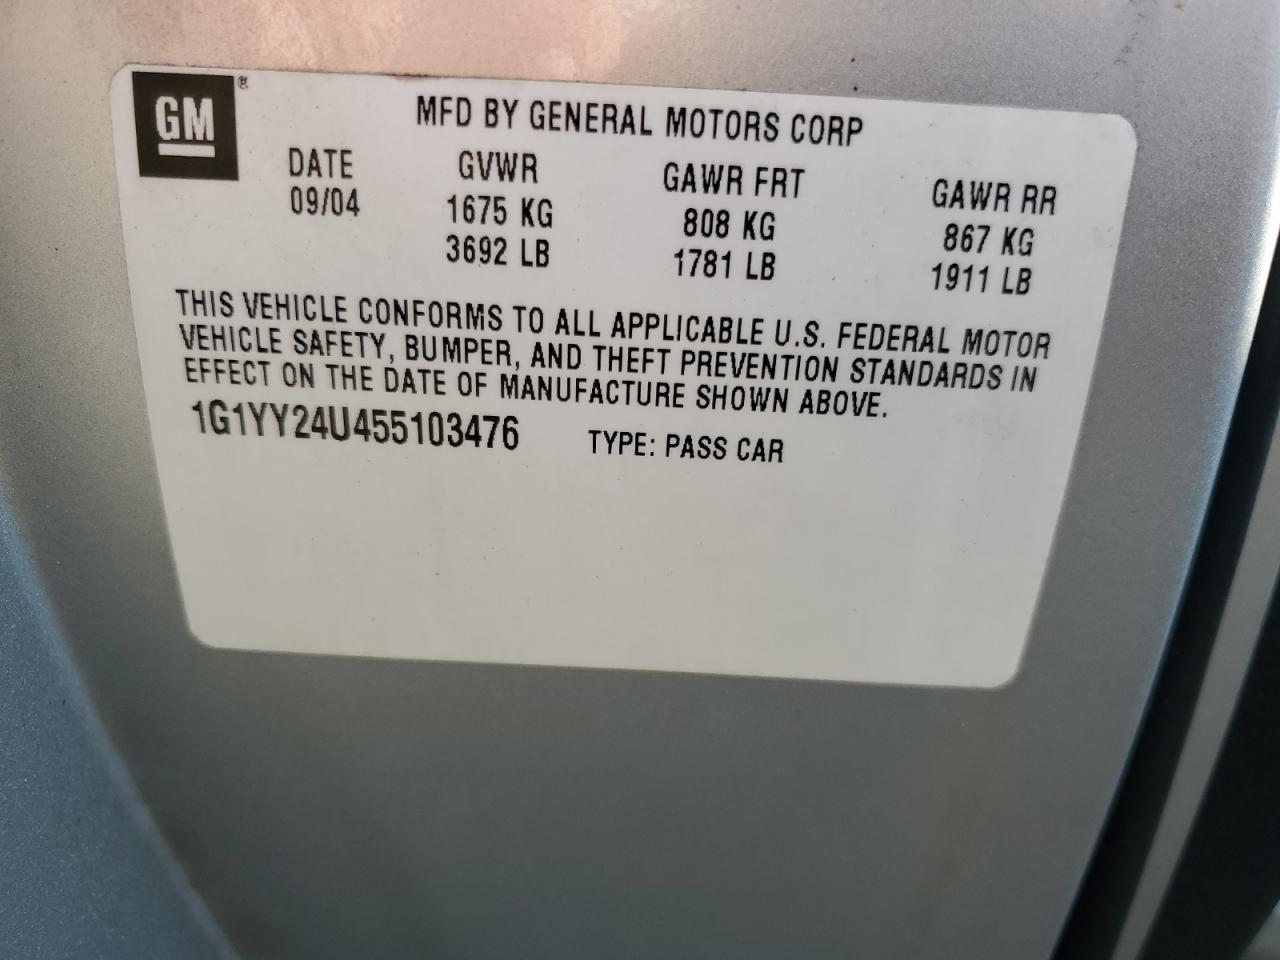 GM®
MFD BY GENERAL MOTORS CORP
DATE GVWR GAWR FRT GAWR RR
09/04 1675 KG 808 KG 867 KG
3692 LB 1781 LB 1911 LB
THIS VEHICLE CONFORMS TO ALL APPLICABLE U.S. FEDERAL MOTOR
VEHICLE SAFETY, BUMPER, AND THEFT PREVENTION STANDARDS IN
EFFECT ON THE DATE OF MANUFACTURE SHOWN ABOVE.
1G1YY24U455103476 TYPE: PASS CAR